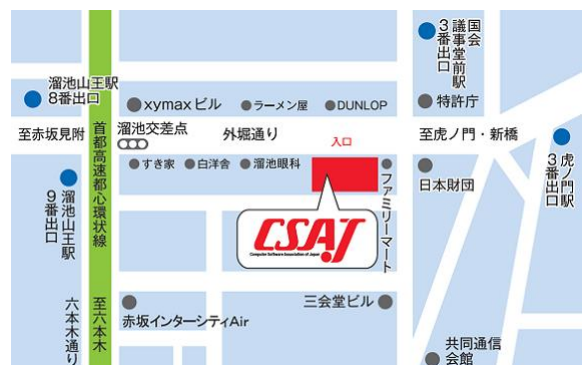 国会
議事堂前駅
3番出口
溜池山王駅
8番出口
xymax ビル
ラーメン屋
DUNLOP
特許庁
至赤坂見附
溜池交差点
外堀通り
入口
至虎ノ門・新橋
すき家
白洋舎
溜池眼科
ファミリーマート
日本財団
虎ノ門駅
3番出口
首都高速都心環状線
溜池山王駅
9番出口
CSAJ
Computer Software Association of Japan
三会堂ビル
赤坂インターシティAir
至六本木
六本木通り
共同通信
会館